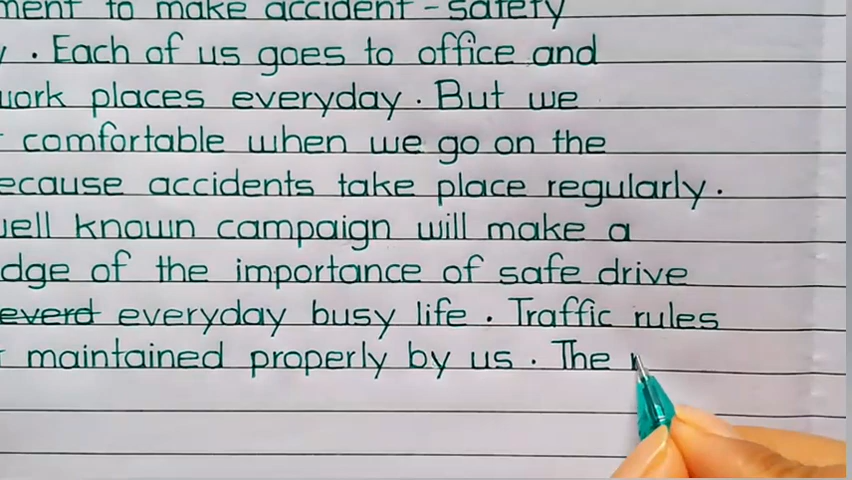 ment to make accident - safety
. Each of us goes to office and
work places everyday. But we
comfortable when we go on the
ecause accidents take place regularly.
well known campaign will make a
dge of the importance of safe drive
everd everyday busy life. Traffic rules
maintained properly by us. The